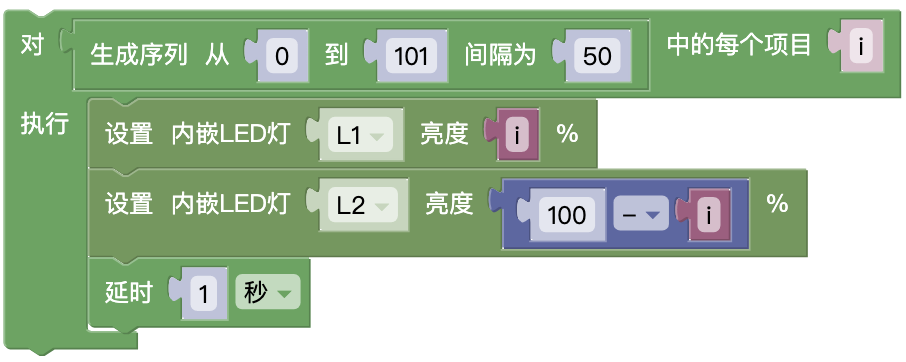 对 生成序列 从 0 到 101 间隔为 50 中的每个项目 i
执行
设置 内嵌LED灯 L1 亮度 i %
设置 内嵌LED灯 L2 亮度 100 - i %
延时 1 秒